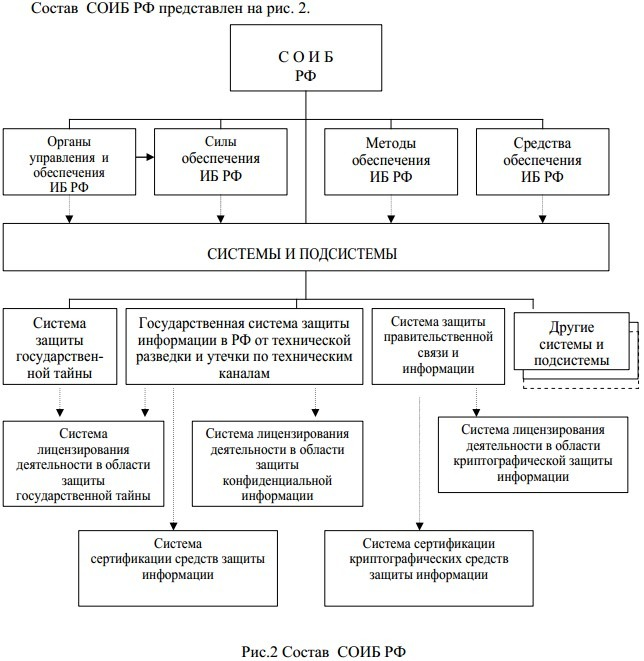 Состав СОИБ РФ представлен на рис. 2.
С О И Б
РФ
Органы
управления и
обеспечения
ИБ РФ
Силы
обеспечения
ИБ РФ
Методы
обеспечения
ИБ РФ
Средства
обеспечения
ИБ РФ
СИСТЕМЫ И ПОДСИСТЕМЫ
Система
защиты
государствен-
ной тайны
Государственная система защиты
информации в РФ от технической
разведки и утечки по техническим
каналам
Система защиты
правительственной
связи и
информации
Другие
системы и
подсистемы
Система
лицензирования
деятельности в области
защиты
государственной тайны
Система лицензирования
деятельности в области
защиты
конфиденциальной
информации
Система лицензирования
деятельности в области
криптографической защиты
информации
Система
сертификации средств защиты
информации
Система сертификации
криптографических средств
защиты информации
Рис.2 Состав СОИБ РФ